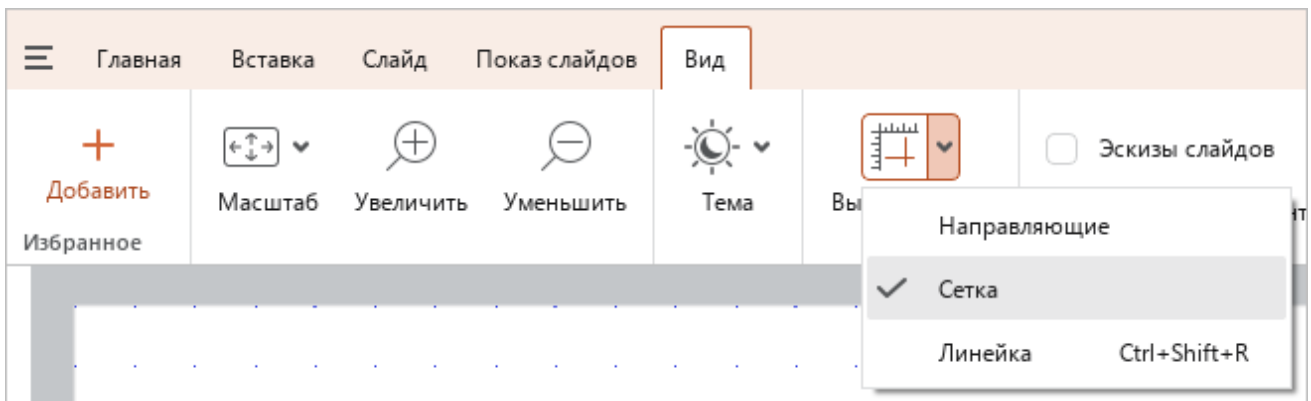 Главная Вставка Слайд Показ слайдов Вид
Добавить
Избранное
Масштаб Увеличить Уменьшить Тема
Эскизы слайдов
Направляющие
Сетка
Линейка Ctrl+Shift+R